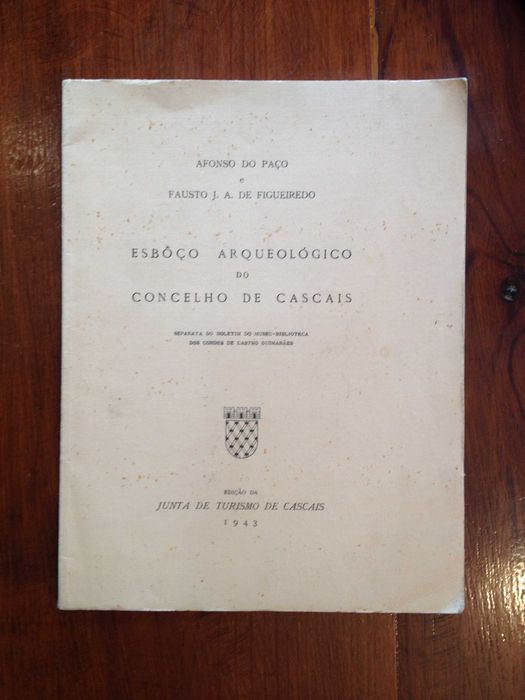 AFONSO DO PAÇO
e
FAUSTO J. A. DE FIGUEIREDO
ESBÔÇO ARQUEOLÓGICO
DO
CONCELHO DE CASCAIS
SEPARATA DO BOLETIM DO MUSEU-BIBLIOTECA
DOS CONDES DE CASTRO GUIMARÃES
EDIÇÃO DA
JUNTA DE TURISMO DE CASCAIS
1943